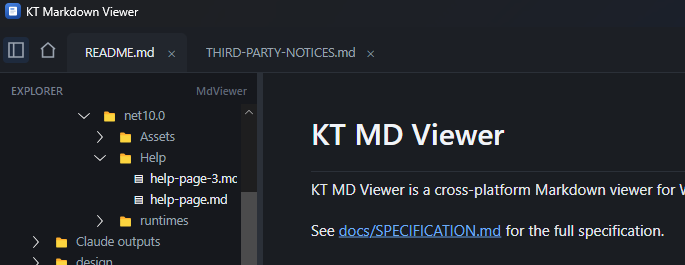 KT Markdown Viewer
README.md × THIRD-PARTY-NOTICES.md ×
EXPLORER MdViewer
net10.0
Assets
Help
help-page-3.mc
help-page.md
runtimes
Claude outputs
design
KT MD Viewer
KT MD Viewer is a cross-platform Markdown viewer for W
See docs/SPECIFICATION.md for the full specification.